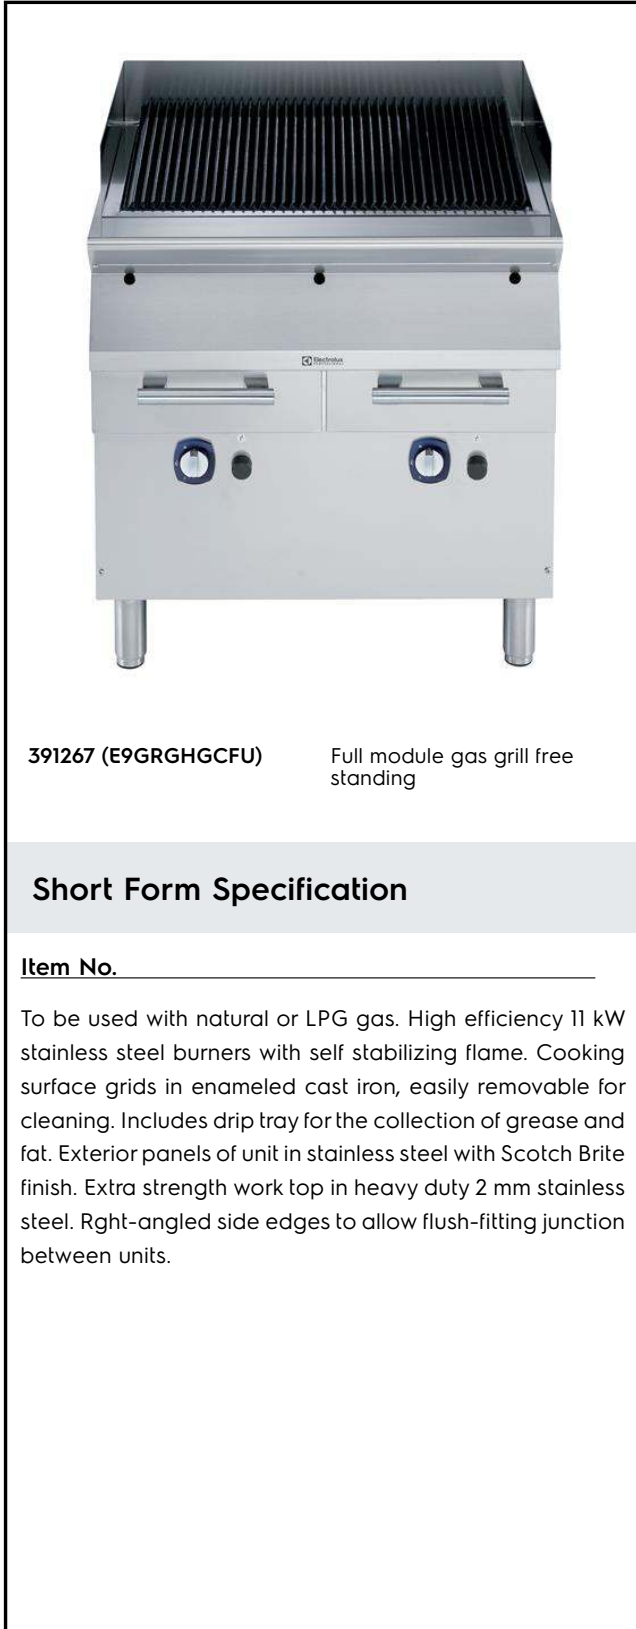 Electrolux
PROFESSIONAL
391267 (E9GRGHGCFU)
Full module gas grill free
standing
Short Form Specification
Item No.
To be used with natural or LPG gas. High efficiency 11 kW
stainless steel burners with self stabilizing flame. Cooking
surface grids in enameled cast iron, easily removable for
cleaning. Includes drip tray for the collection of grease and
fat. Exterior panels of unit in stainless steel with Scotch Brite
finish. Extra strength work top in heavy duty 2 mm stainless
steel. Rght-angled side edges to allow flush-fitting junction
between units.